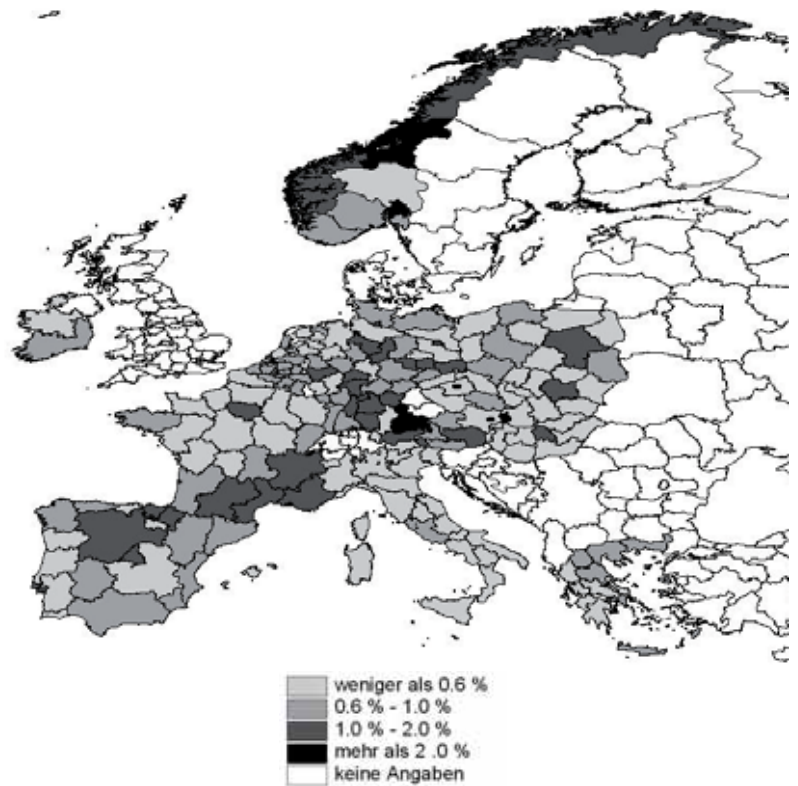 weniger als 0.6 %
0.6 % - 1.0 %
1.0 % - 2.0 %
mehr als 2 .0 %
keine Angaben